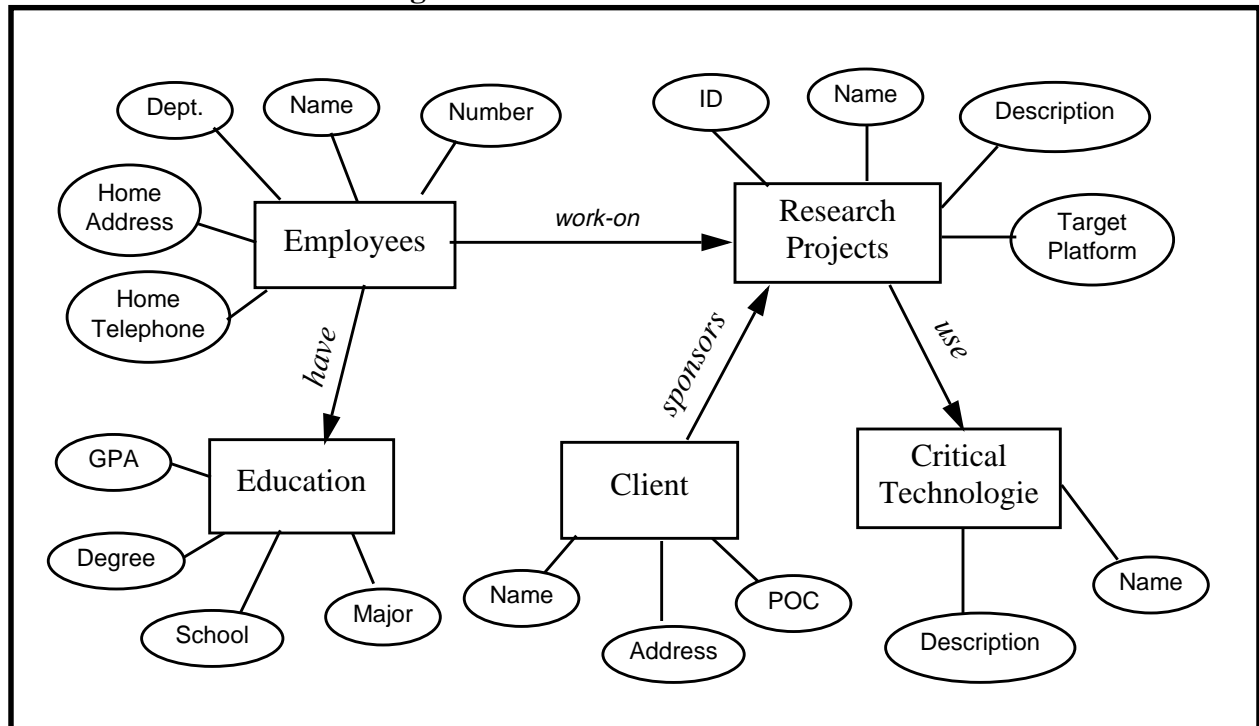 Dept.
Name
Number
ID
Name
Description
Home
Address
Employees
work-on
Research
Projects
Target
Platform
Home
Telephone
have
sponsors
use
GPA
Education
Client
Critical
Technologie
Degree
School
Major
Name
Address
POC
Description
Name